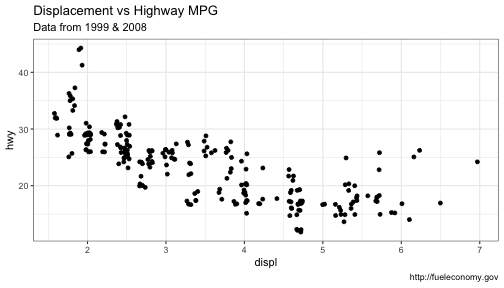 Displacement vs Highway MPG
Data from 1999 & 2008
40
30
20
hwy
2 3 4 5 6 7
displ
http://fueleconomy.gov